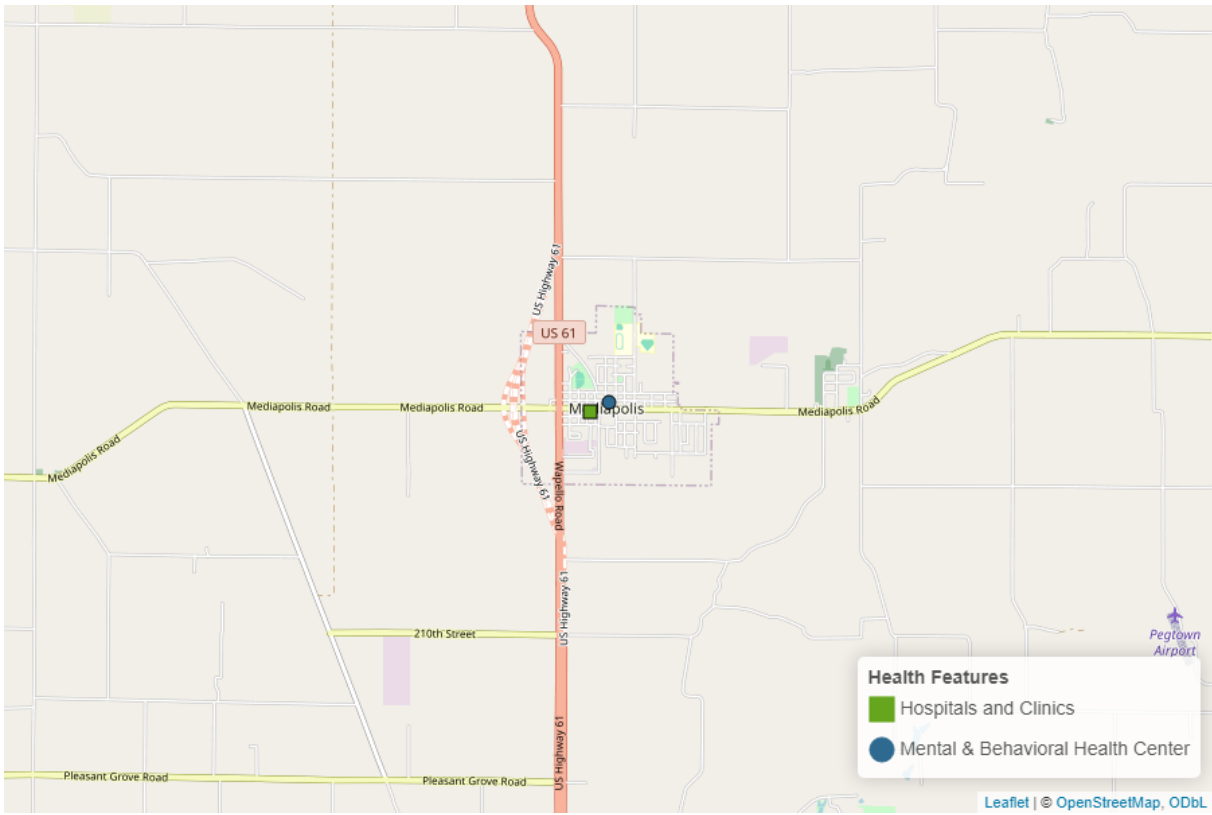 US Highway 61
US 61
Mediapolis Road
Mediapolis Road
Mediapolis
Mediapolis Road
Mediapolis Road
US Highway 61
Wapello Road
US Highway 61
210th Street
Pegtown
Airport
Health Features
Hospitals and Clinics
Mental & Behavioral Health Center
US Highway 61
Pleasant Grove Road
Pleasant Grove Road
Leaflet | © OpenStreetMap, ODbL